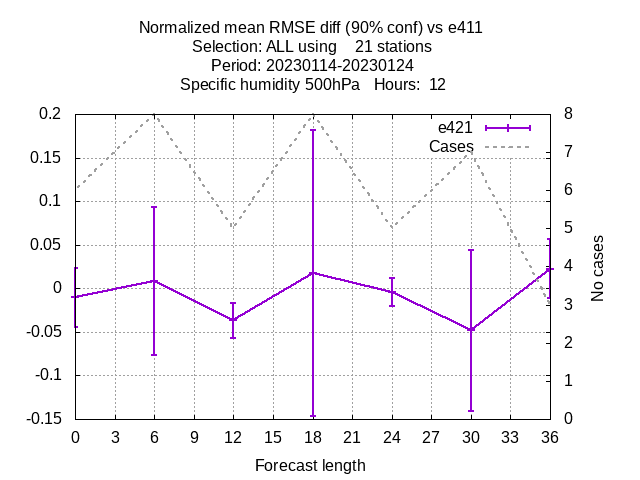 Normalized mean RMSE diff (90% conf) vs e411
Selection: ALL using    21 stations
Period: 20230114-20230124
Specific humidity 500hPa   Hours:  12
e421
Cases
0.2
0.15
0.1
0.05
0
-0.05
-0.1
-0.15
8
7
6
5
4
3
2
1
0
No cases
0 3 6 9 12 15 18 21 24 27 30 33 36
Forecast length